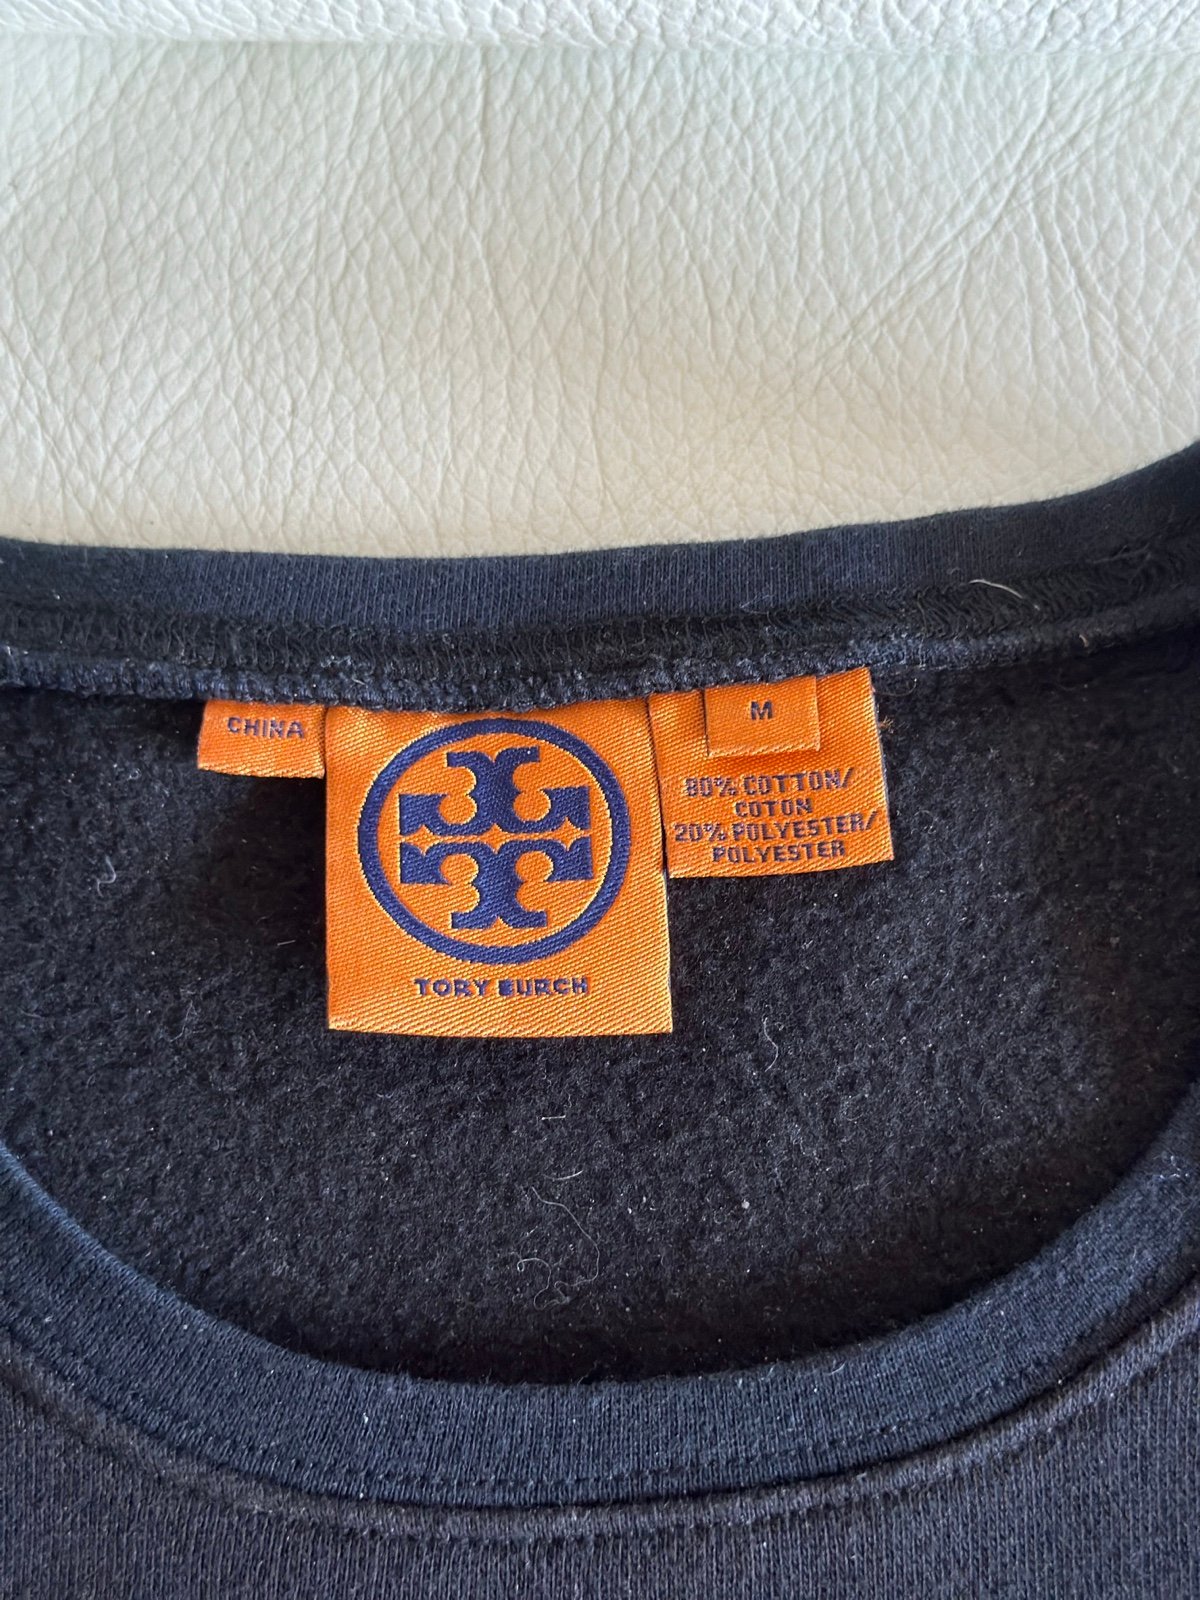 CHINA
TORY BURCH
M
80% COTTON/
COTON
20% POLYESTER/
POLYESTER